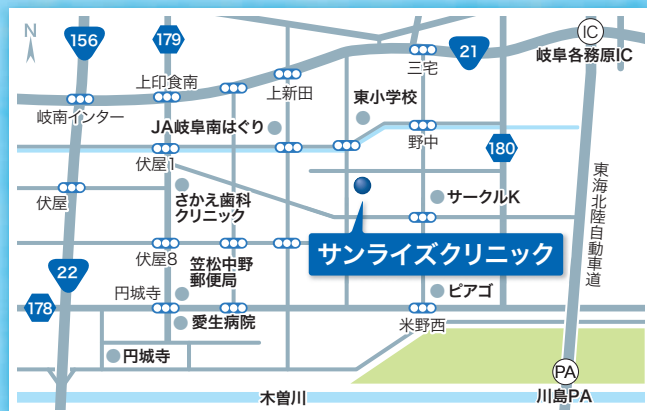 N
156
179
IC
岐阜各務原IC
21
三宅
上印食南
上新田
岐南インター
東小学校
JA岐阜南はぐり
野中
180
伏屋1
東海北陸自動車道
伏屋
さかえ歯科
クリニック
サークルK
サンライズクリニック
伏屋8
笠松中野
郵便局
22
178
円城寺
ピアゴ
愛生病院
米野西
円城寺
PA
川島PA
木曽川